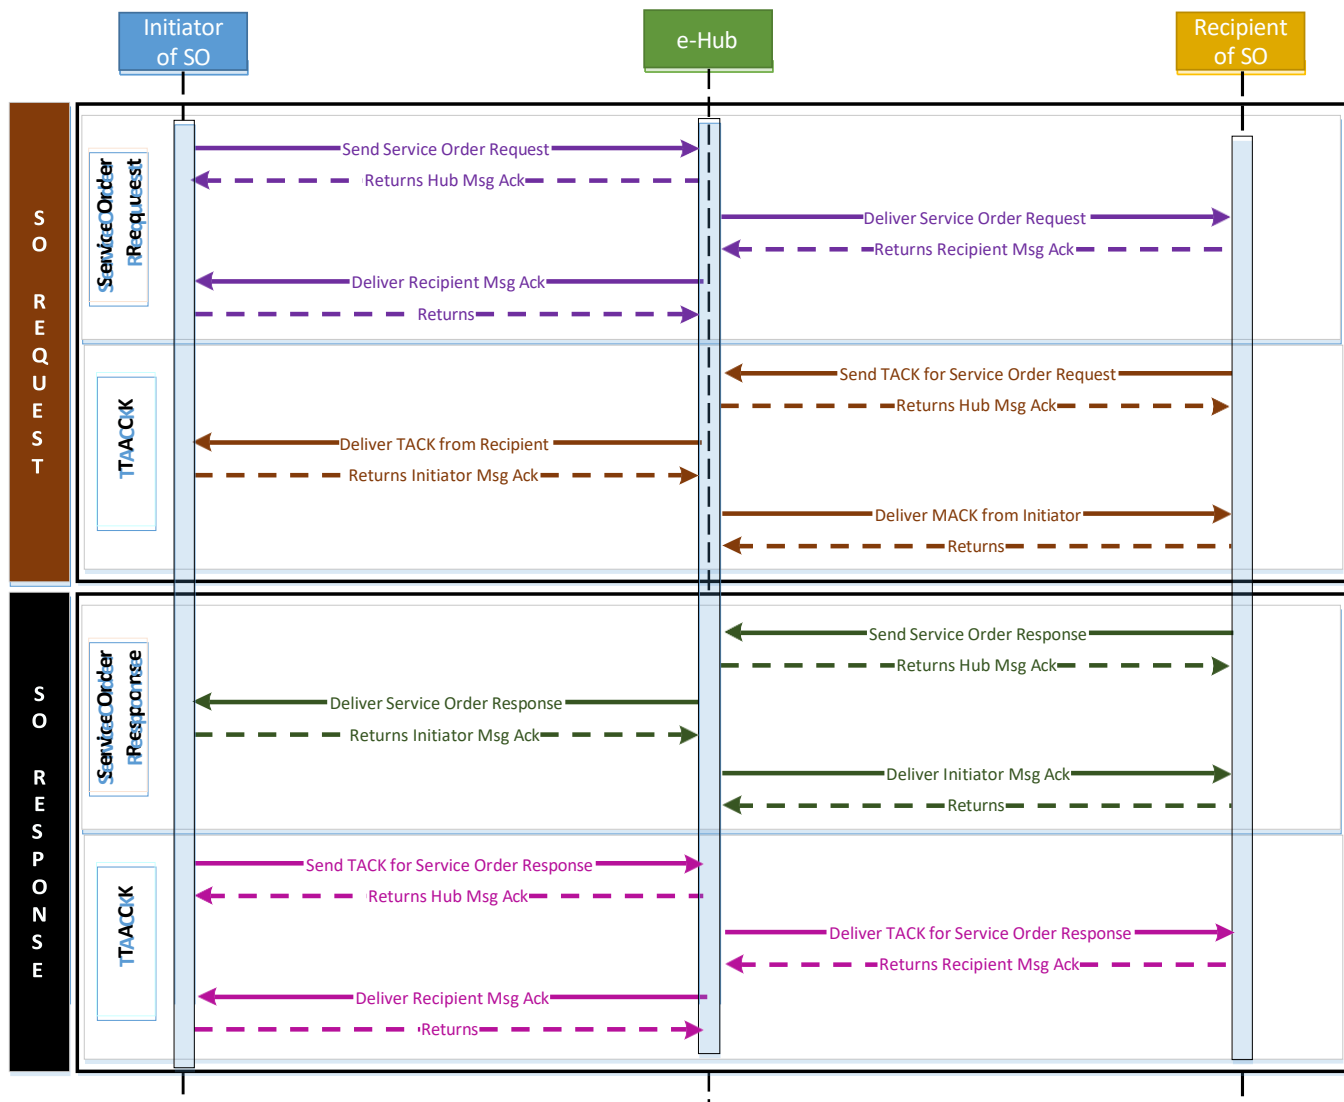 Initiator
of SO
e-Hub
Recipient
of SO
SO REQUEST
Service Order
Request
Send Service Order Request
Returns Hub Msg Ack
Deliver Service Order Request
Returns Recipient Msg Ack
Deliver Recipient Msg Ack
Returns
TACK
Send TACK for Service Order Request
Returns Hub Msg Ack
Deliver TACK from Recipient
Returns Initiator Msg Ack
Deliver MACK from Initiator
Returns
SO RESPONSE
Service Order
Response
Send Service Order Response
Returns Hub Msg Ack
Deliver Service Order Response
Returns Initiator Msg Ack
Deliver Initiator Msg Ack
Returns
TACK
Send TACK for Service Order Response
Returns Hub Msg Ack
Deliver TACK for Service Order Response
Returns Recipient Msg Ack
Deliver Recipient Msg Ack
Returns